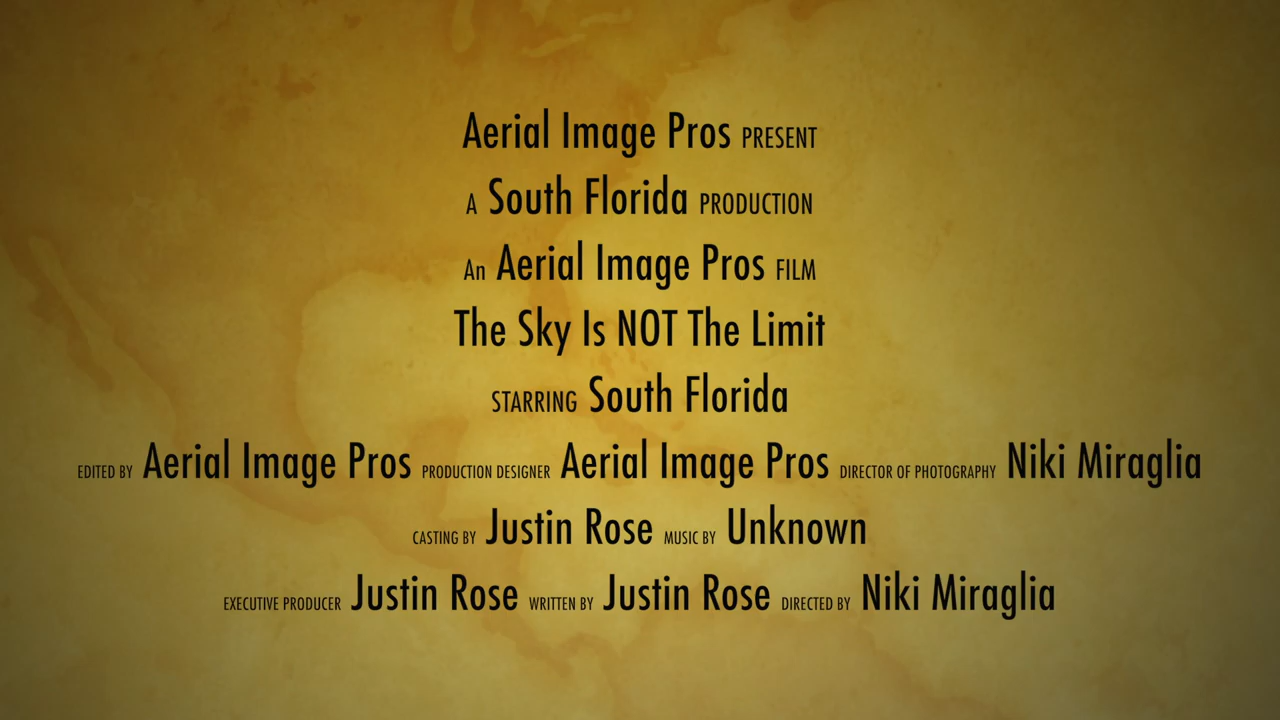 Aerial Image Pros PRESENT
A South Florida PRODUCTION
An Aerial Image Pros FILM
The Sky Is NOT The Limit
STARRING South Florida
EDITED BY Aerial Image Pros PRODUCTION DESIGNER Aerial Image Pros DIRECTOR OF PHOTOGRAPHY Niki Miraglia
CASTING BY Justin Rose MUSIC BY Unknown
EXECUTIVE PRODUCER Justin Rose WRITTEN BY Justin Rose DIRECTED BY Niki Miraglia